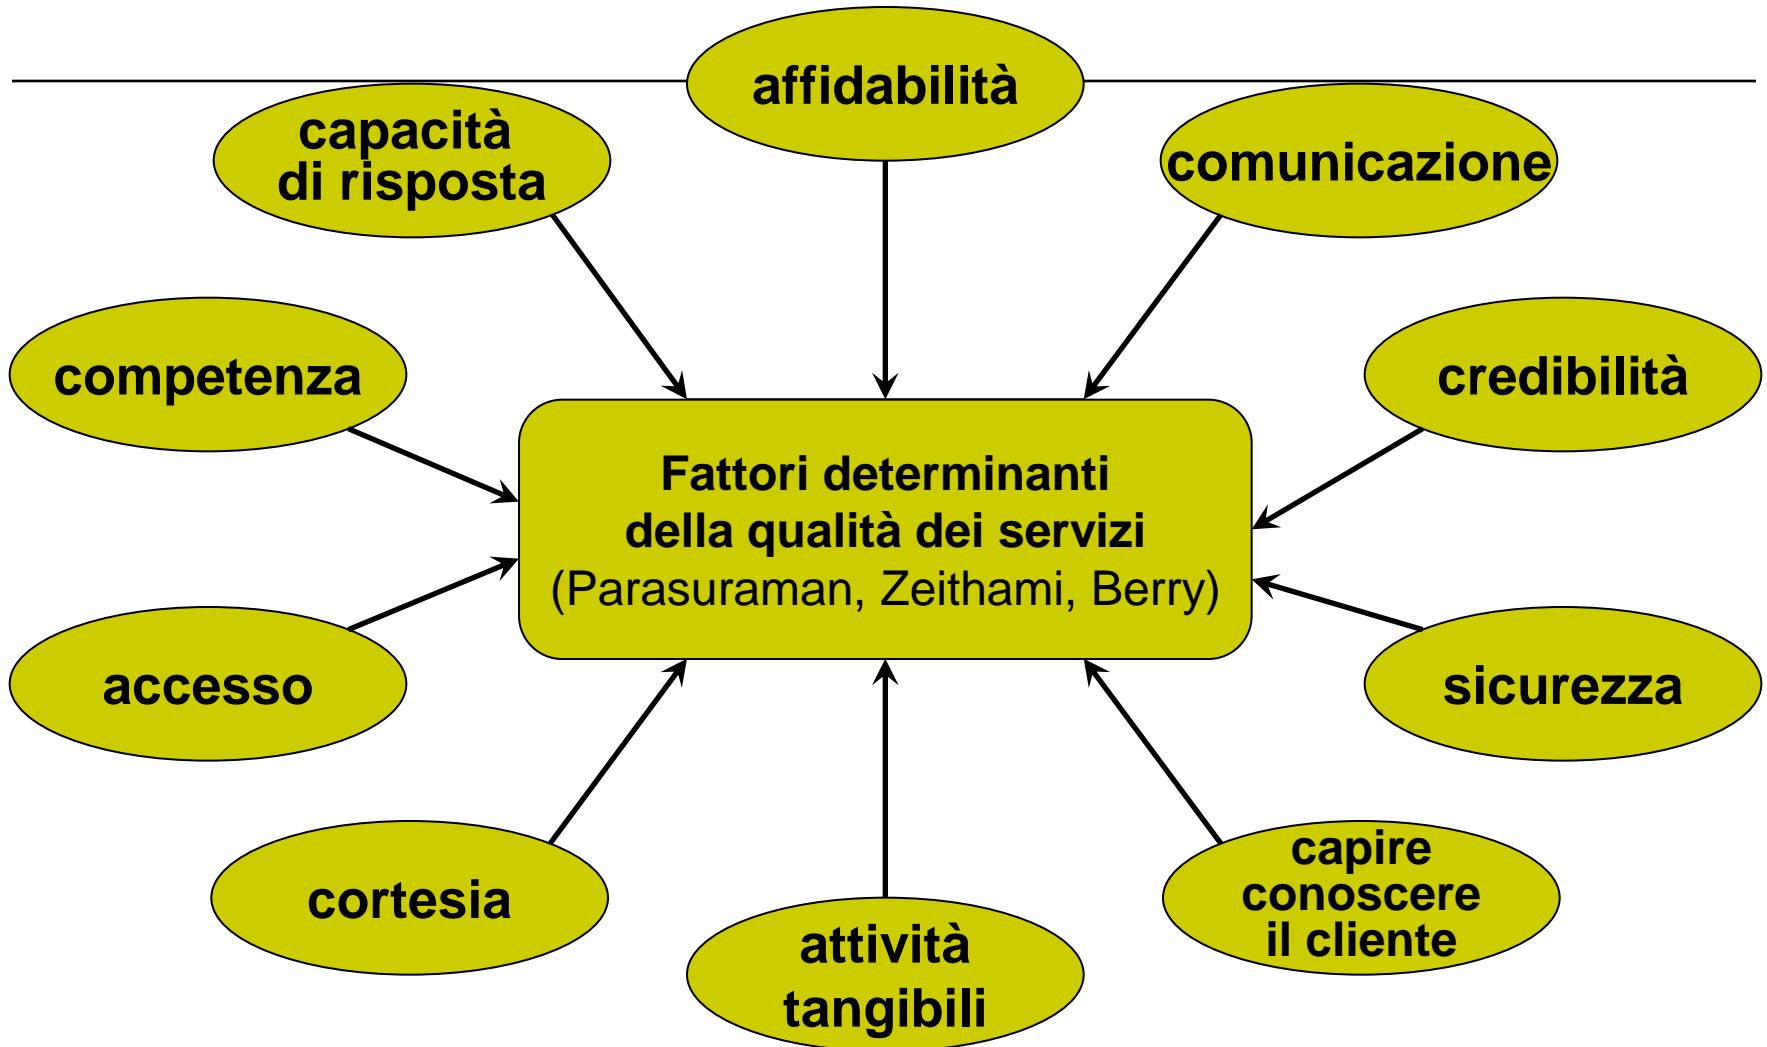 affidabilità
capacità
di risposta
comunicazione
competenza
credibilità
Fattori determinanti
della qualità dei servizi
(Parasuraman, Zeithami, Berry)
accesso
sicurezza
cortesia
capire
conoscere
il cliente
attività
tangibili